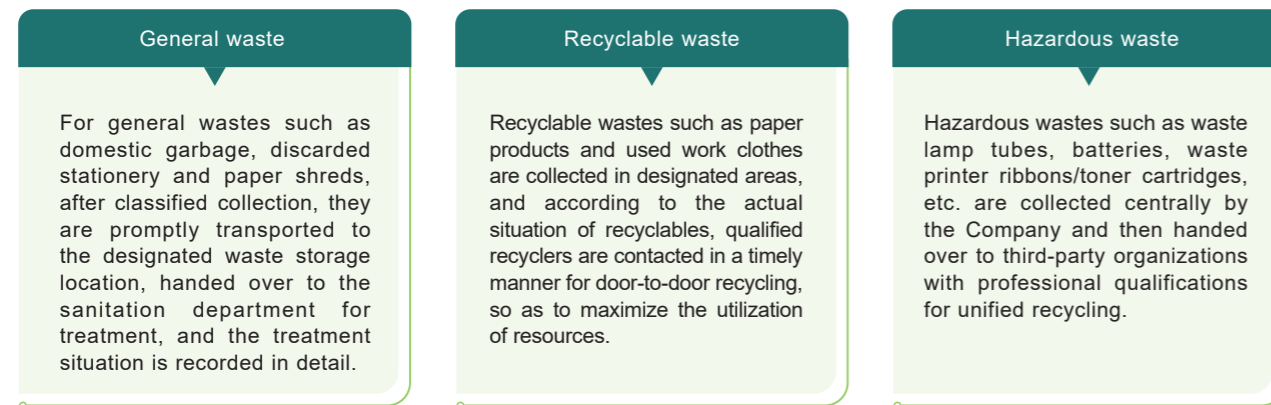 General waste
For general wastes such as
domestic garbage, discarded
stationery and paper shreds,
after classified collection, they
are promptly transported to
the designated waste storage
location, handed over to the
sanitation department for
treatment, and the treatment
situation is recorded in detail.
Recyclable waste
Recyclable wastes such as paper
products and used work clothes
are collected in designated areas,
and according to the actual
situation of recyclables, qualified
recyclers are contacted in a timely
manner for door-to-door recycling,
so as to maximize the utilization
of resources.
Hazardous waste
Hazardous wastes such as waste
lamp tubes, batteries, waste
printer ribbons/toner cartridges,
etc. are collected centrally by
the Company and then handed
over to third-party organizations
with professional qualifications
for unified recycling.